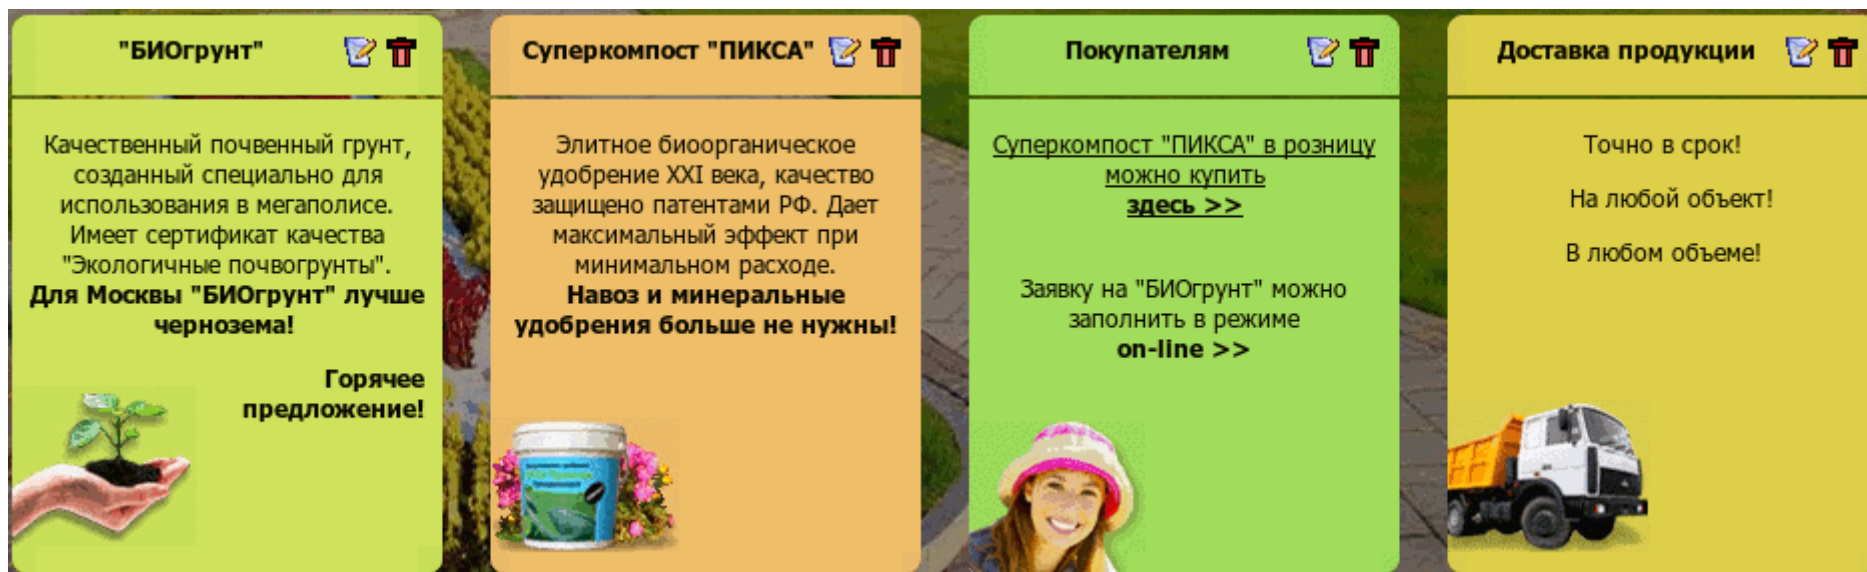 "БИОгрунт"
Качественный почвенный грунт,
созданный специально для
использования в мегаполисе.
Имеет сертификат качества
"Экологичные почвогрунты".
Для Москвы "БИОгрунт" лучше
чернозема!
Горячее
предложение!
Суперкомпост "ПИКСА"
Элитное биоорганическое
удобрение XXI века, качество
защищено патентами РФ. Дает
максимальный эффект при
минимальном расходе.
Навоз и минеральные
удобрения больше не нужны!
Покупателям
Суперкомпост "ПИКСА" в розницу
можно купить
здесь >>
Заявку на "БИОгрунт" можно
заполнить в режиме
on-line >>
Доставка продукции
Точно в срок!
На любой объект!
В любом объеме!